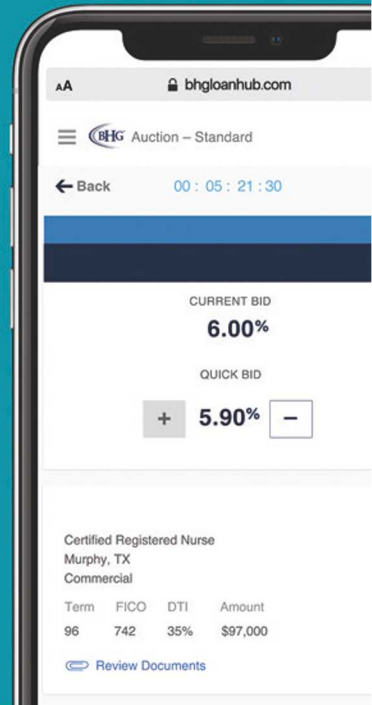 AA bhgloanhub.com
BHG Auction – Standard
Back 00 : 05 : 21 : 30
CURRENT BID
6.00%
QUICK BID
+ 5.90% −
Certified Registered Nurse
Murphy, TX
Commercial
Term FICO DTI Amount
96 742 35% $97,000
Review Documents